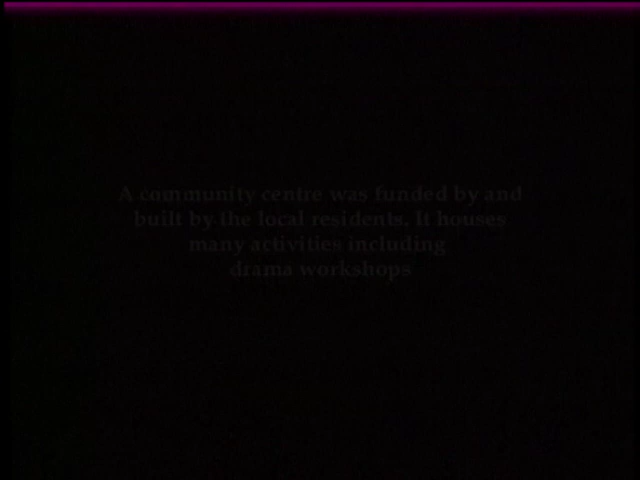 A community centre was funded by and
built by the local residents. It houses
many activities including
drama workshops